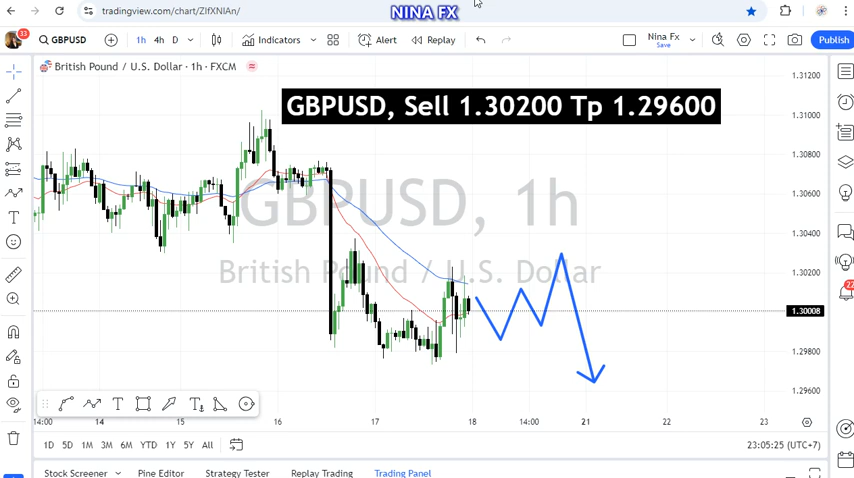 tradingview.com/chart/ZIfXNIAn/
NINA FX
33
GBPUSD
1h 4h D
Indicators
Alert
Replay
Nina Fx
Save
Publish
British Pound / U.S. Dollar · 1h · FXCM
GBPUSD, Sell 1.30200 Tp 1.29600
GBPUSD, 1h
British Pound / U.S. Dollar
1.31200
1.31000
1.30800
1.30600
1.30400
1.30200
1.30008
1.29800
1.29600
22
14:00 14 15 16 17 18 14:00 21 22 23
1D 5D 1M 3M 6M YTD 1Y 5Y All
23:05:25 (UTC+7)
Stock Screener Pine Editor Strategy Tester Replay Trading Trading Panel